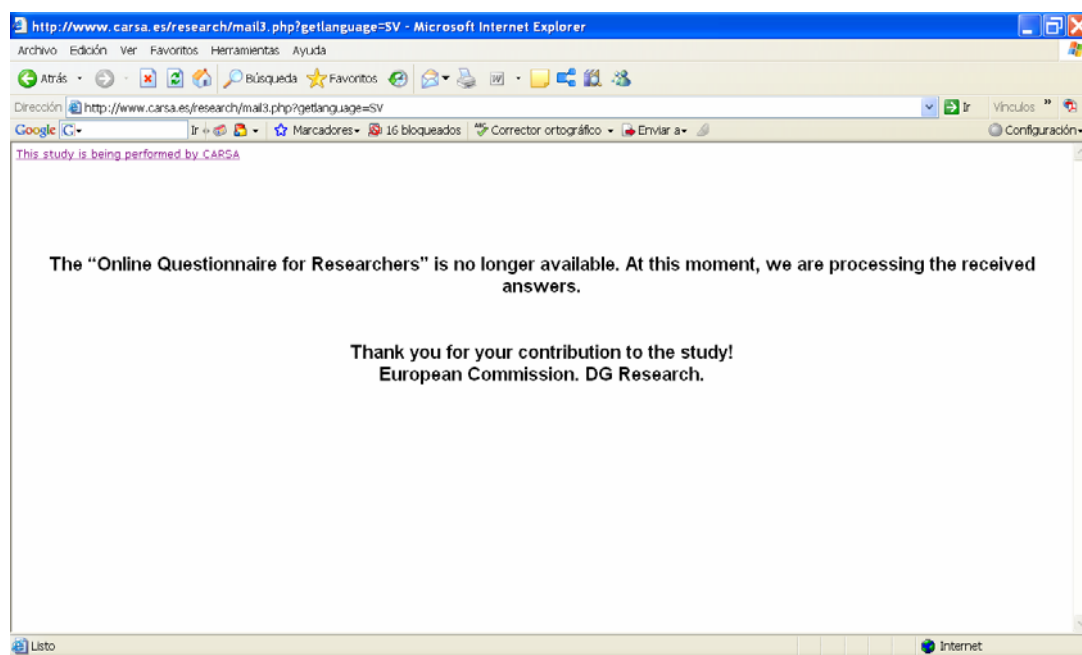 http://www.carsa.es/research/mail3.php?getlanguage=SV - Microsoft Internet Explorer
Archivo Edición Ver Favoritos Herramientas Ayuda
Atrás Búsqueda Favoritos
Dirección http://www.carsa.es/research/mail3.php?getlanguage=SV Ir Vínculos »
Google G Ir Marcadores 16 bloqueados ABC Corrector ortográfico Enviar a Configuración
This study is being performed by CARSA
The “Online Questionnaire for Researchers” is no longer available. At this moment, we are processing the received
answers.
Thank you for your contribution to the study!
European Commission. DG Research.
Listo Internet